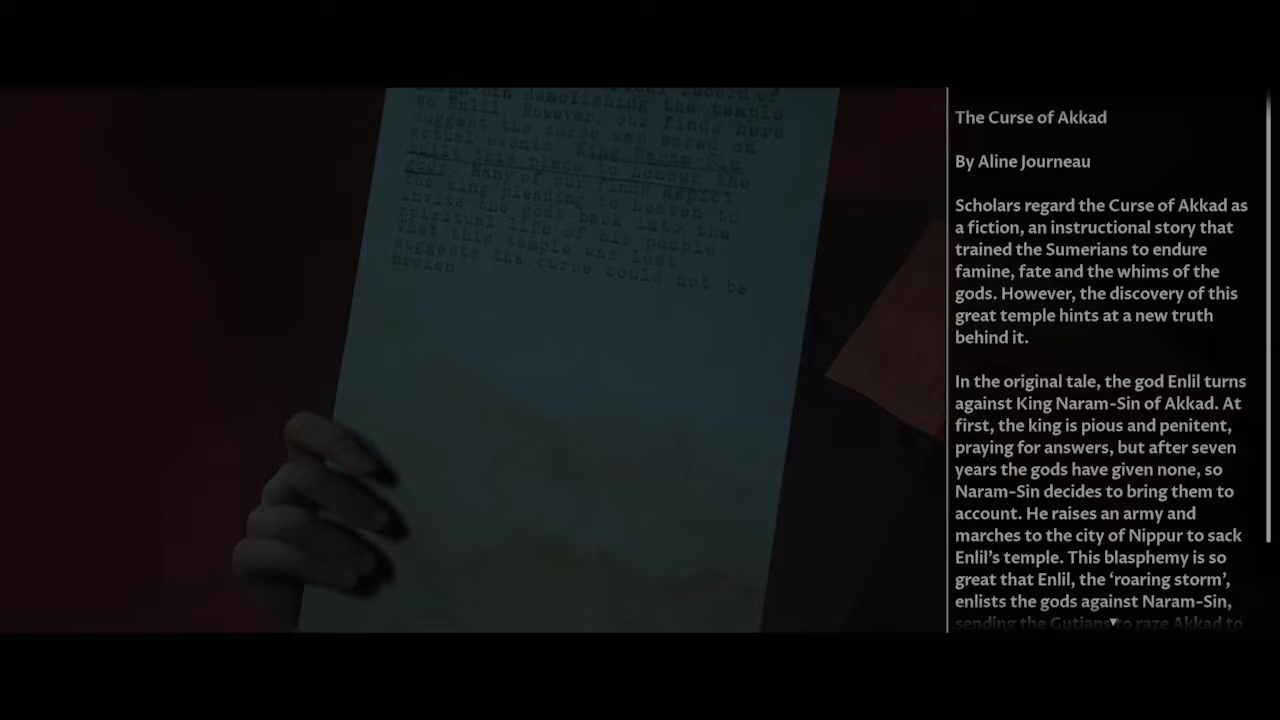 demolishing the temple
to Enlil. However, our finds here
suggest the curse was based on
actual events. King Naram-Sin
built this place to honour the
gods. Many of our finds depict
the king pleading to heaven to
invite the gods back into the
spiritual life of his people
That this temple was lost
suggests the curse could not be
broken
The Curse of Akkad
By Aline Journeau
Scholars regard the Curse of Akkad as
a fiction, an instructional story that
trained the Sumerians to endure
famine, fate and the whims of the
gods. However, the discovery of this
great temple hints at a new truth
behind it.
In the original tale, the god Enlil turns
against King Naram-Sin of Akkad. At
first, the king is pious and penitent,
praying for answers, but after seven
years the gods have given none, so
Naram-Sin decides to bring them to
account. He raises an army and
marches to the city of Nippur to sack
Enlil’s temple. This blasphemy is so
great that Enlil, the ‘roaring storm’,
enlists the gods against Naram-Sin,
sending the Gutians to raze Akkad to